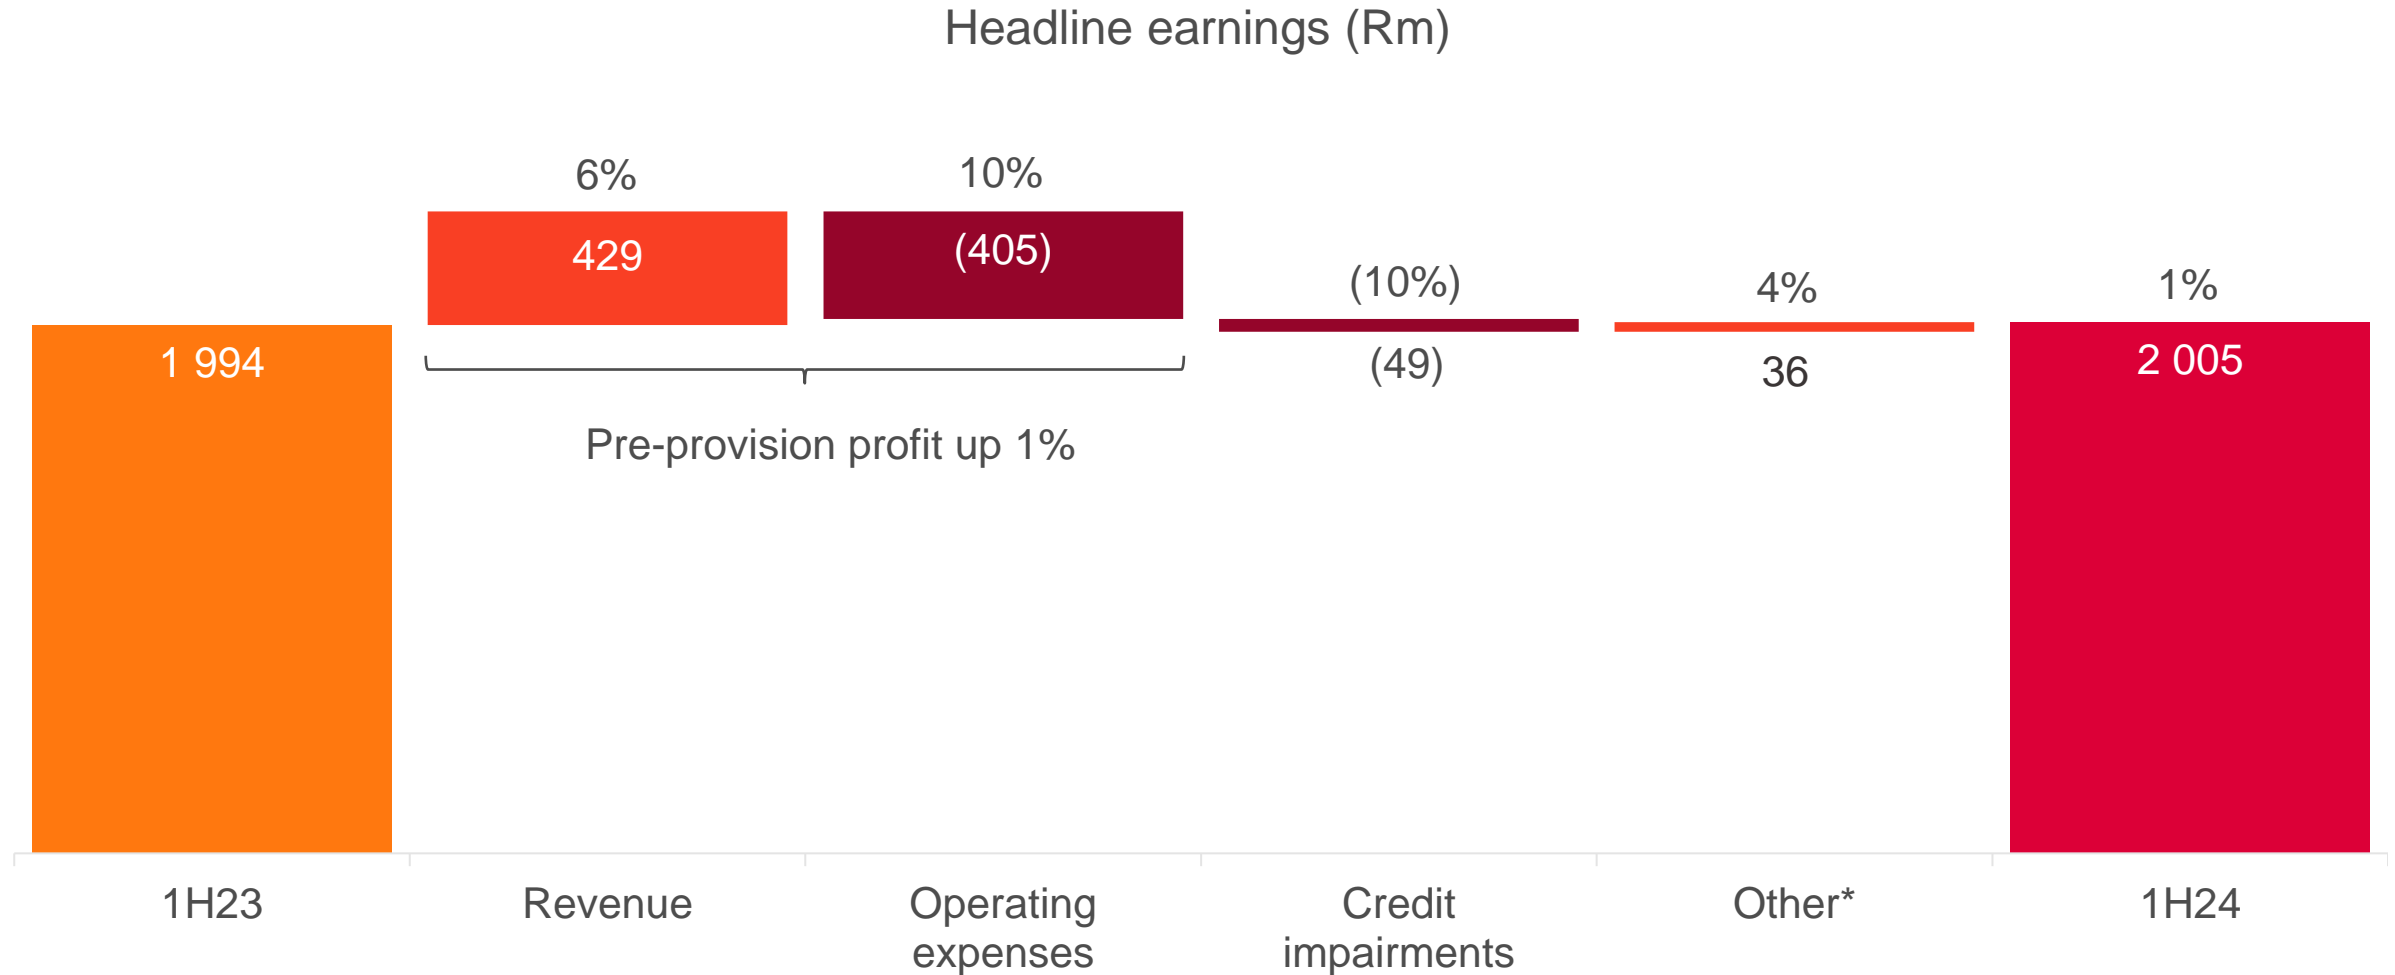 Headline earnings (Rm)
6%
10%
429
(405)
(10%)
4%
1%
1 994
(49)
36
2 005
Pre-provision profit up 1%
1H23
Revenue
Operating
expenses
Credit
impairments
Other*
1H24